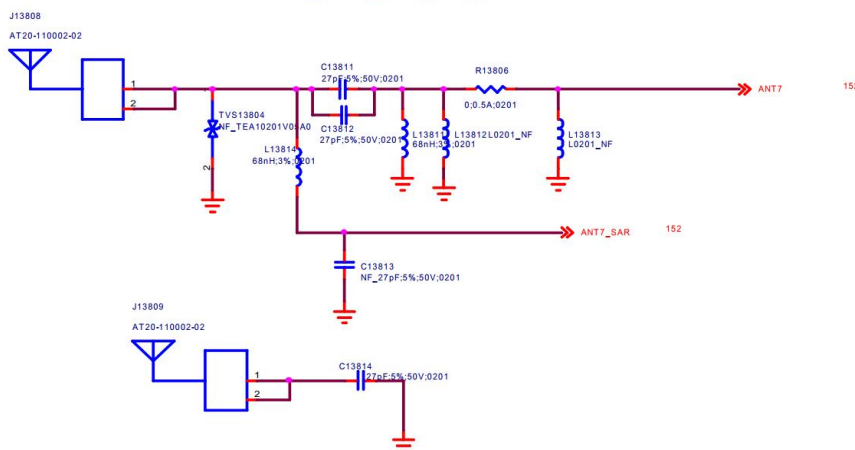 J13808
AT20-110002-02
1
2
TVS13804
NF_TEA10201V05A0
2
C13811
27pF;5%;50V;0201
C13812
27pF;5%;50V;0201
L13814
68nH;3%;0201
L13811
68nH;3%;0201
L13812
L0201_NF
R13806
0;0.5A;0201
L13813
L0201_NF
ANT7
152
ANT7_SAR
152
C13813
NF_27pF;5%;50V;0201
J13809
AT20-110002-02
1
2
C13814
27pF;5%;50V;0201